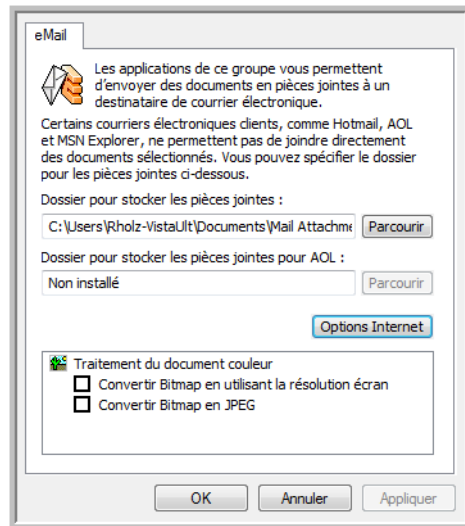 eMail
Les applications de ce groupe vous permettent
d'envoyer des documents en pièces jointes à un
destinataire de courrier électronique.
Certains courriers électroniques clients, comme Hotmail, AOL
et MSN Explorer, ne permettent pas de joindre directement
des documents sélectionnés. Vous pouvez spécifier le dossier
pour les pièces jointes ci-dessous.
Dossier pour stocker les pièces jointes :
C:\Users\Rholz-VistaUlt\Documents\Mail Attachme Parcourir
Dossier pour stocker les pièces jointes pour AOL :
Non installé Parcourir
Options Internet
Traitement du document couleur
Convertir Bitmap en utilisant la résolution écran
Convertir Bitmap en JPEG
OK Annuler Appliquer